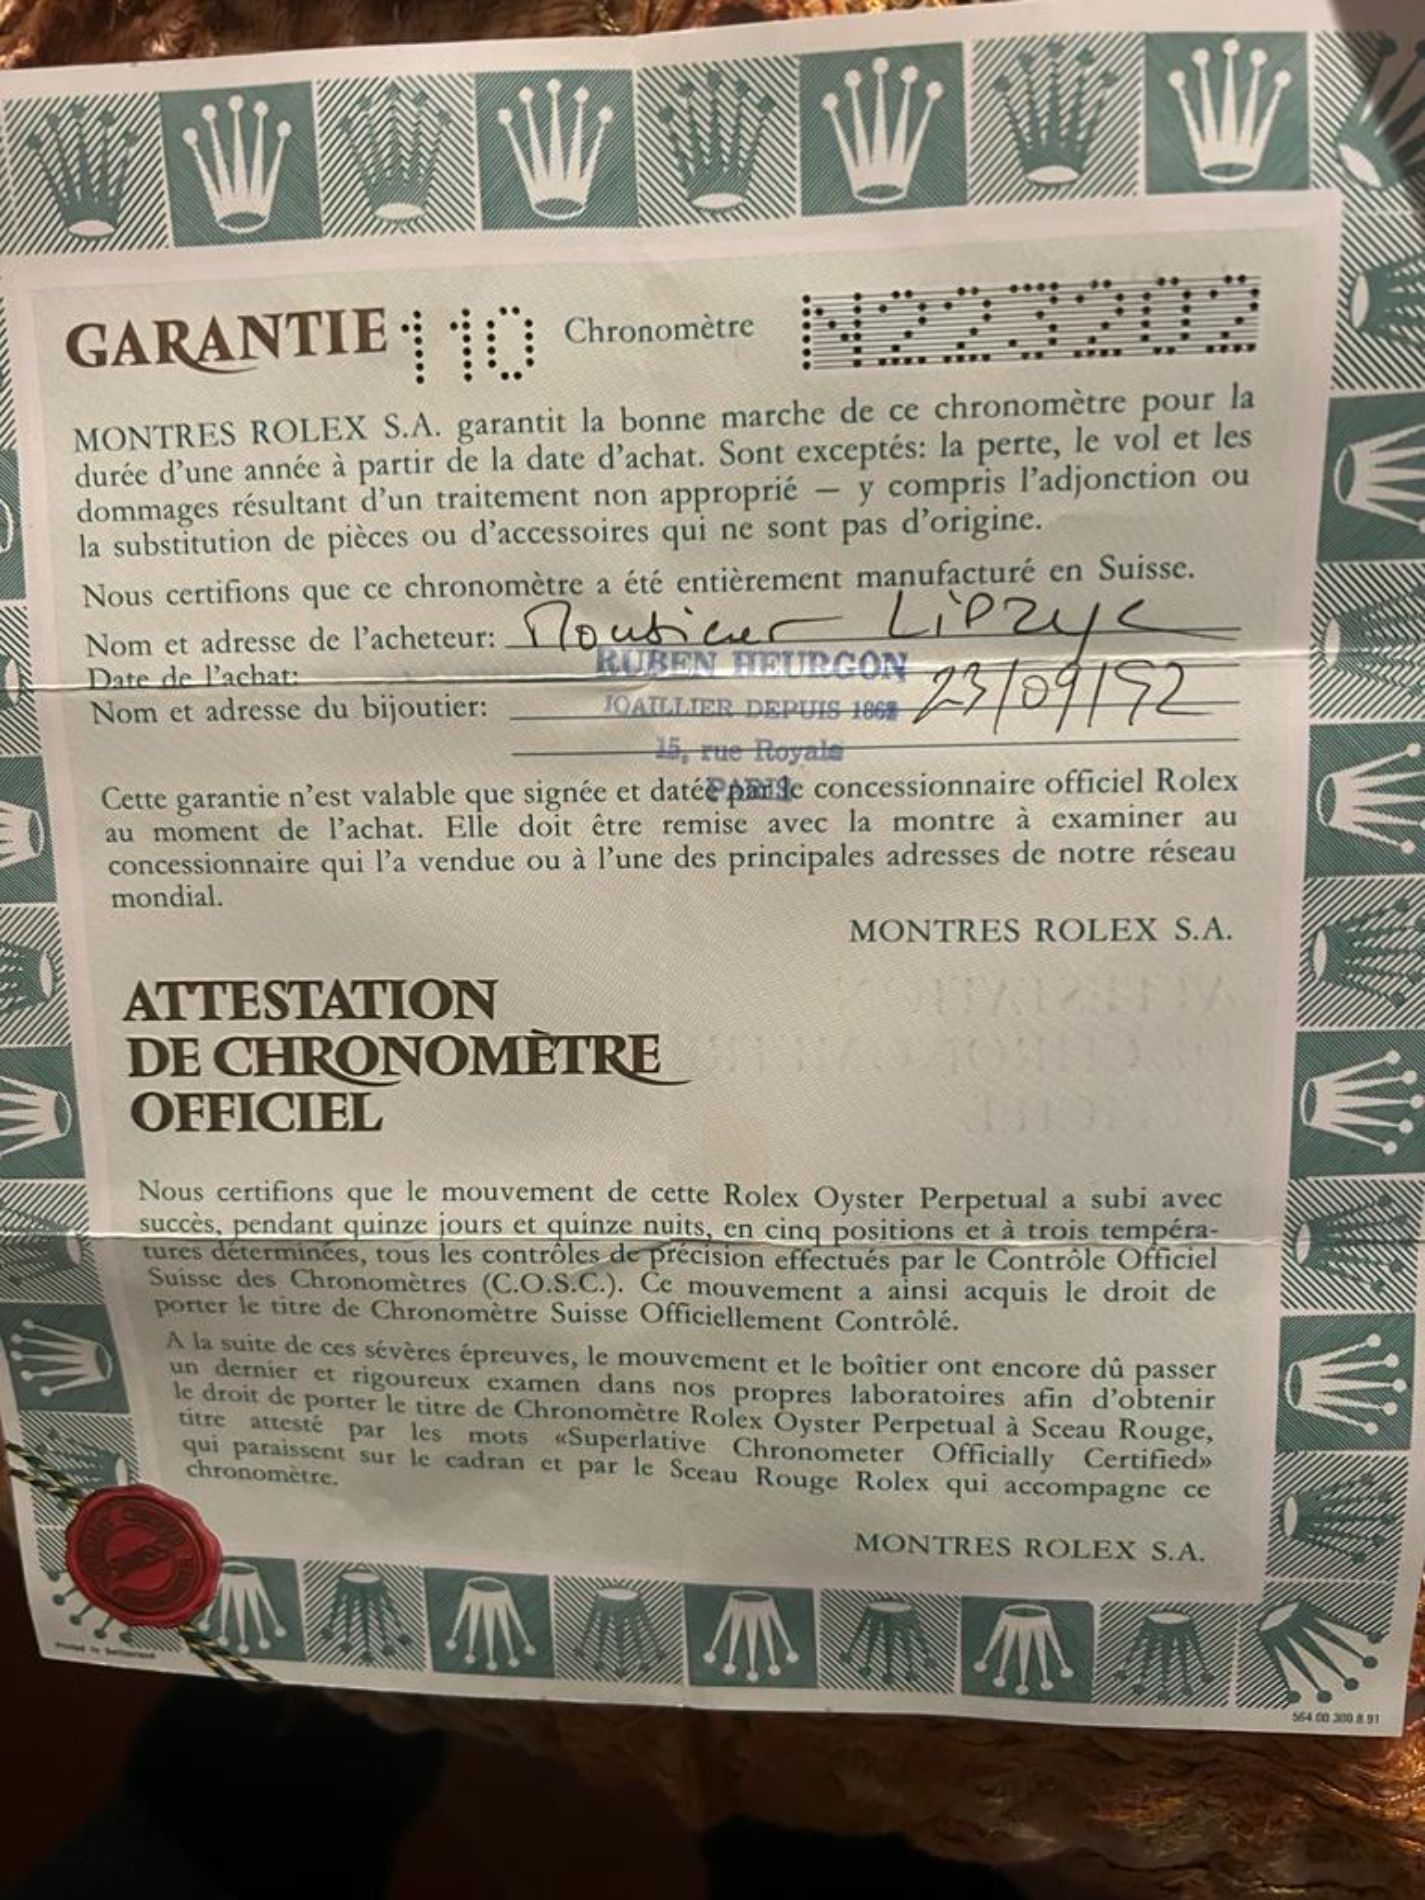 GARANTIE 110 Chronomètre N223202
MONTRES ROLEX S.A. garantit la bonne marche de ce chronomètre pour la
durée d'une année à partir de la date d'achat. Sont exceptés: la perte, le vol et les
dommages résultant d'un traitement non approprié — y compris l'adjonction ou
la substitution de pièces ou d'accessoires qui ne sont pas d'origine.
Nous certifions que ce chronomètre a été entièrement manufacturé en Suisse.
Nom et adresse de l'acheteur: Monsieur
Date de l'achat: RUBEN HEURGON 23/09/92
Nom et adresse du bijoutier: JOAILLIER DEPUIS 1868
15, rue Royale
PARIS
Cette garantie n'est valable que signée et datée par le concessionnaire officiel Rolex
au moment de l'achat. Elle doit être remise avec la montre à examiner au
concessionnaire qui l'a vendue ou à l'une des principales adresses de notre réseau
mondial.
MONTRES ROLEX S.A.
ATTESTATION
DE CHRONOMÈTRE
OFFICIEL
Nous certifions que le mouvement de cette Rolex Oyster Perpetual a subi avec
succès, pendant quinze jours et quinze nuits, en cinq positions et à trois tempéra-
tures déterminées, tous les contrôles de précision effectués par le Contrôle Officiel
Suisse des Chronomètres (C.O.S.C.). Ce mouvement a ainsi acquis le droit de
porter le titre de Chronomètre Suisse Officiellement Contrôlé.
A la suite de ces sévères épreuves, le mouvement et le boîtier ont encore dû passer
un dernier et rigoureux examen dans nos propres laboratoires afin d'obtenir
le droit de porter le titre de Chronomètre Rolex Oyster Perpetual à Sceau Rouge,
titre attesté par les mots «Superlative Chronometer Officially Certified»
qui paraissent sur le cadran et par le Sceau Rouge Rolex qui accompagne ce
chronomètre.
MONTRES ROLEX S.A.
Printed in Switzerland
564.00.300.8.91